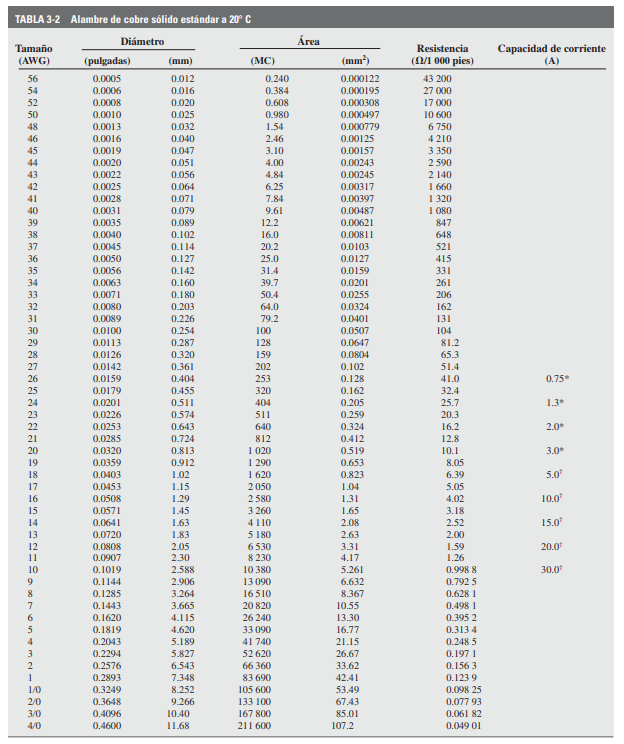 TABLA 3-2 Alambre de cobre sólido estándar a 20° C
Diámetro Área
Tamaño Resistencia Capacidad de corriente
(AWG) (pulgadas) (mm) (MC) (mm²) (Ω/1 000 pies) (A)
56 0.0005 0.012 0.240 0.000122 43 200
54 0.0006 0.016 0.384 0.000195 27 000
52 0.0008 0.020 0.608 0.000308 17 000
50 0.0010 0.025 0.980 0.000497 10 600
48 0.0013 0.032 1.54 0.000779 6 750
46 0.0016 0.040 2.46 0.00125 4 210
45 0.0019 0.047 3.10 0.00157 3 350
44 0.0020 0.051 4.00 0.00243 2 590
43 0.0022 0.056 4.84 0.00245 2 140
42 0.0025 0.064 6.25 0.00317 1 660
41 0.0028 0.071 7.84 0.00397 1 320
40 0.0031 0.079 9.61 0.00487 1 080
39 0.0035 0.089 12.2 0.00621 847
38 0.0040 0.102 16.0 0.00811 648
37 0.0045 0.114 20.2 0.0103 521
36 0.0050 0.127 25.0 0.0127 415
35 0.0056 0.142 31.4 0.0159 331
34 0.0063 0.160 39.7 0.0201 261
33 0.0071 0.180 50.4 0.0255 206
32 0.0080 0.203 64.0 0.0324 162
31 0.0089 0.226 79.2 0.0401 131
30 0.0100 0.254 100 0.0507 104
29 0.0113 0.287 128 0.0647 81.2
28 0.0126 0.320 159 0.0804 65.3
27 0.0142 0.361 202 0.102 51.4
26 0.0159 0.404 253 0.128 41.0 0.75*
25 0.0179 0.455 320 0.162 32.4
24 0.0201 0.511 404 0.205 25.7 1.3*
23 0.0226 0.574 511 0.259 20.3
22 0.0253 0.643 640 0.324 16.2 2.0*
21 0.0285 0.724 812 0.412 12.8
20 0.0320 0.813 1 020 0.519 10.1 3.0*
19 0.0359 0.912 1 290 0.653 8.05
18 0.0403 1.02 1 620 0.823 6.39 5.0†
17 0.0453 1.15 2 050 1.04 5.05
16 0.0508 1.29 2 580 1.31 4.02 10.0†
15 0.0571 1.45 3 260 1.65 3.18
14 0.0641 1.63 4 110 2.08 2.52 15.0†
13 0.0720 1.83 5 180 2.63 2.00
12 0.0808 2.05 6 530 3.31 1.59 20.0†
11 0.0907 2.30 8 230 4.17 1.26
10 0.1019 2.588 10 380 5.261 0.998 8 30.0†
9 0.1144 2.906 13 090 6.632 0.792 5
8 0.1285 3.264 16 510 8.367 0.628 1
7 0.1443 3.665 20 820 10.55 0.498 1
6 0.1620 4.115 26 240 13.30 0.395 2
5 0.1819 4.620 33 090 16.77 0.313 4
4 0.2043 5.189 41 740 21.15 0.248 5
3 0.2294 5.827 52 620 26.67 0.197 1
2 0.2576 6.543 66 360 33.62 0.156 3
1 0.2893 7.348 83 690 42.41 0.123 9
1/0 0.3249 8.252 105 600 53.49 0.098 25
2/0 0.3648 9.266 133 100 67.43 0.077 93
3/0 0.4096 10.40 167 800 85.01 0.061 82
4/0 0.4600 11.68 211 600 107.2 0.049 01